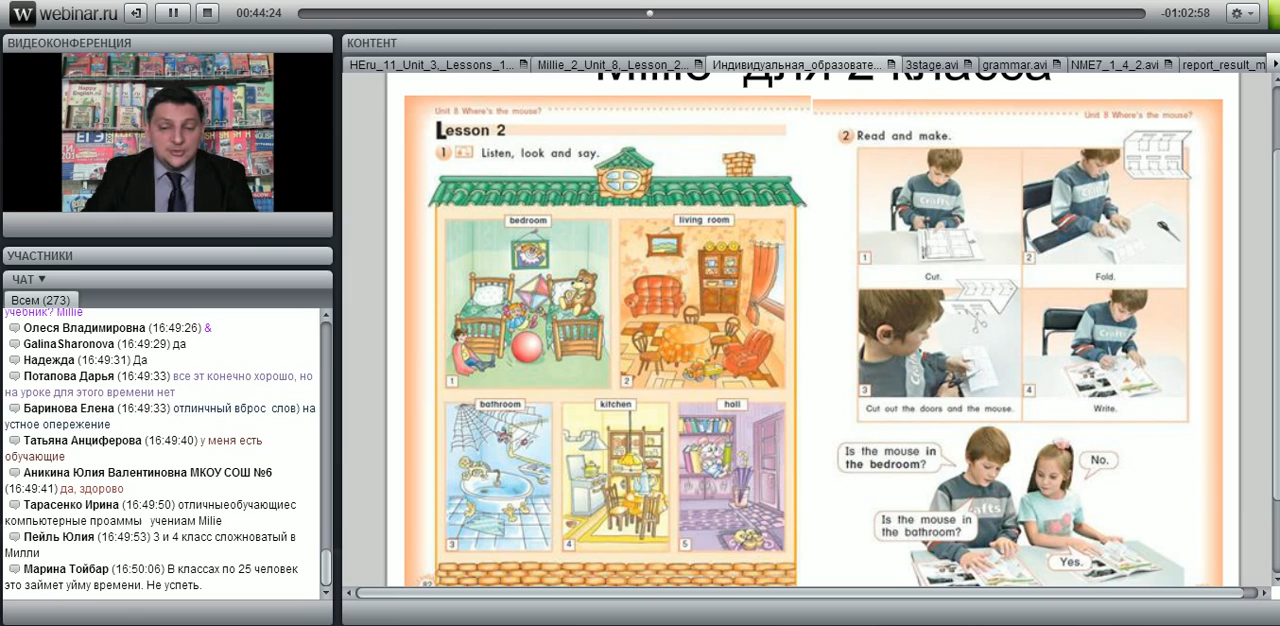 webinar.ru
00:44:24
-01:02:58
ВИДЕОКОНФЕРЕНЦИЯ
УЧАСТНИКИ
ЧАТ
Всем (273)
учебник? Millie
Олеся Владимировна (16:49:26) &
GalinaSharonova (16:49:29) да
Надежда (16:49:31) Да
Потапова Дарья (16:49:33) все эт конечно хорошо, но
на уроке для этого времени нет
Баринова Елена (16:49:33) отлинчный вброс слов) на
устное опережение
Татьяна Анциферова (16:49:40) у меня есть
обучающие
Аникина Юлия Валентиновна МКОУ СОШ №6
(16:49:41) да, здорово
Тарасенко Ирина (16:49:50) отличныеобучающиес
компьютерные проаммы учениам Milie
Пейль Юлия (16:49:53) 3 и 4 класс сложноватый в
Милли
Марина Тойбар (16:50:06) В классах по 25 человек
это займет уйму времени. Не успеть.
КОНТЕНТ
HEru_11_Unit_3,_Lessons_1...
Millie_2_Unit_8,_Lesson_2...
Индивидуальная_образовате...
3stage.avi
grammar.avi
NME7_1_4_2.avi
report_result_m
"Millie" для 2 класса
Unit 8 Where's the mouse?
Lesson 2
1 Listen, look and say.
bedroom
living room
1
2
bathroom
kitchen
hall
3
4
5
82
Unit 8 Where's the mouse?
2 Read and make.
1
2
Cut.
Fold.
3
4
Cut out the doors and the mouse.
Write.
Crafts
Is the mouse in
the bedroom?
No.
Is the mouse in
the bathroom?
Yes.